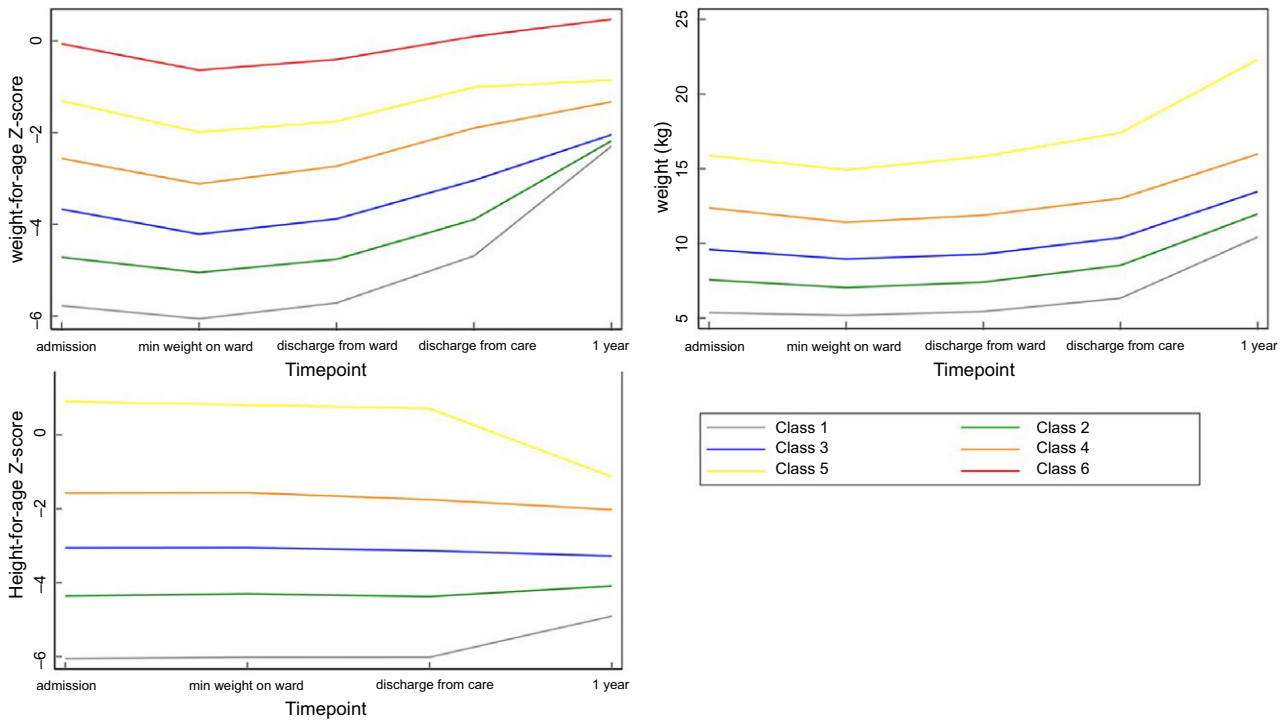 weight-for-age Z-score
0
−2
−4
−6
admission
min weight on ward
discharge from ward
discharge from care
1 year
Timepoint
weight (kg)
25
20
15
10
5
admission
min weight on ward
discharge from ward
discharge from care
1 year
Timepoint
Height-for-age Z-score
0
−2
−4
−6
admission
min weight on ward
discharge from care
1 year
Timepoint
Class 1
Class 2
Class 3
Class 4
Class 5
Class 6